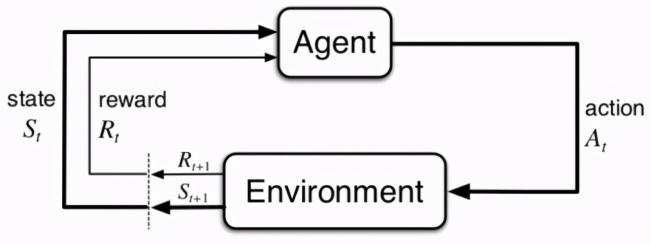 Agent
state
S_t
reward
R_t
action
A_t
R_{t+1}
S_{t+1}
Environment